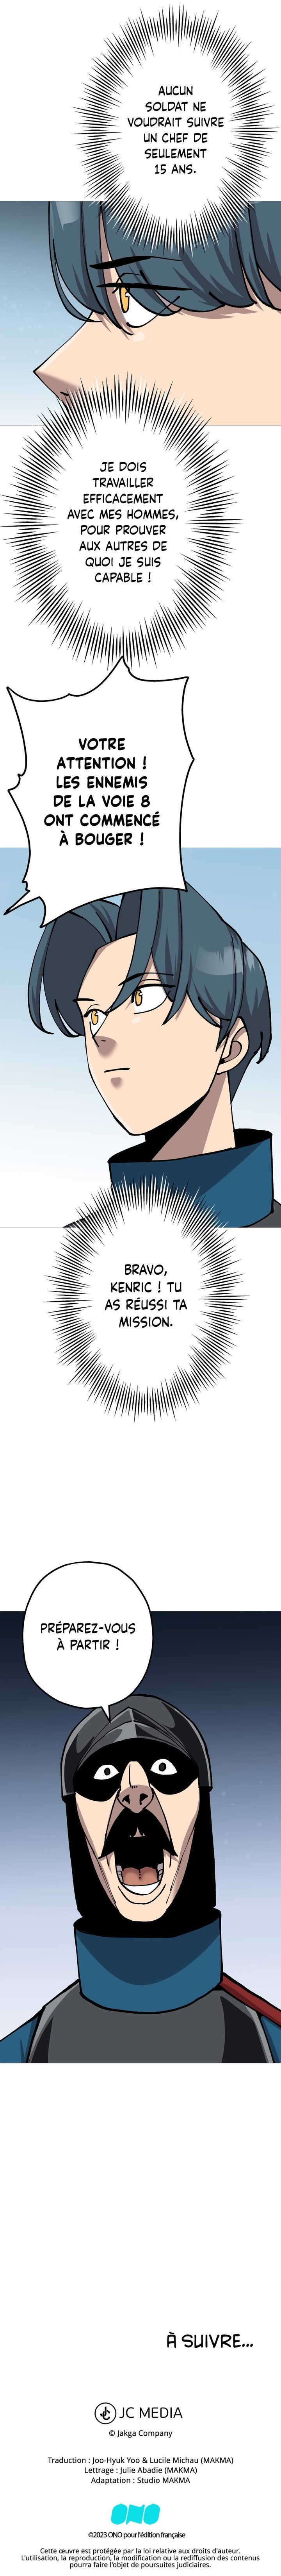 AUCUN
SOLDAT NE
VOUDRAIT SUIVRE
UN CHEF DE
SEULEMENT
15 ANS.
JE DOIS
TRAVAILLER
EFFICACEMENT
AVEC MES HOMMES,
POUR PROUVER
AUX AUTRES DE
QUOI JE SUIS
CAPABLE !
VOTRE
ATTENTION !
LES ENNEMIS
DE LA VOIE 8
ONT COMMENCÉ
À BOUGER !
BRAVO,
KENRIC ! TU
AS RÉUSSI TA
MISSION.
PRÉPAREZ-VOUS
À PARTIR !
À SUIVRE...
JC MEDIA
© Jakga Company
Traduction : Joo-Hyuk Yoo & Lucile Michau (MAKMA)
Lettrage : Julie Abadie (MAKMA)
Adaptation : Studio MAKMA
ONO
©2023 ONO pour l'édition française
Cette œuvre est protégée par la loi relative aux droits d'auteur.
L'utilisation, la reproduction, la modification ou la rediffusion des contenus
pourra faire l'objet de poursuites judiciaires.